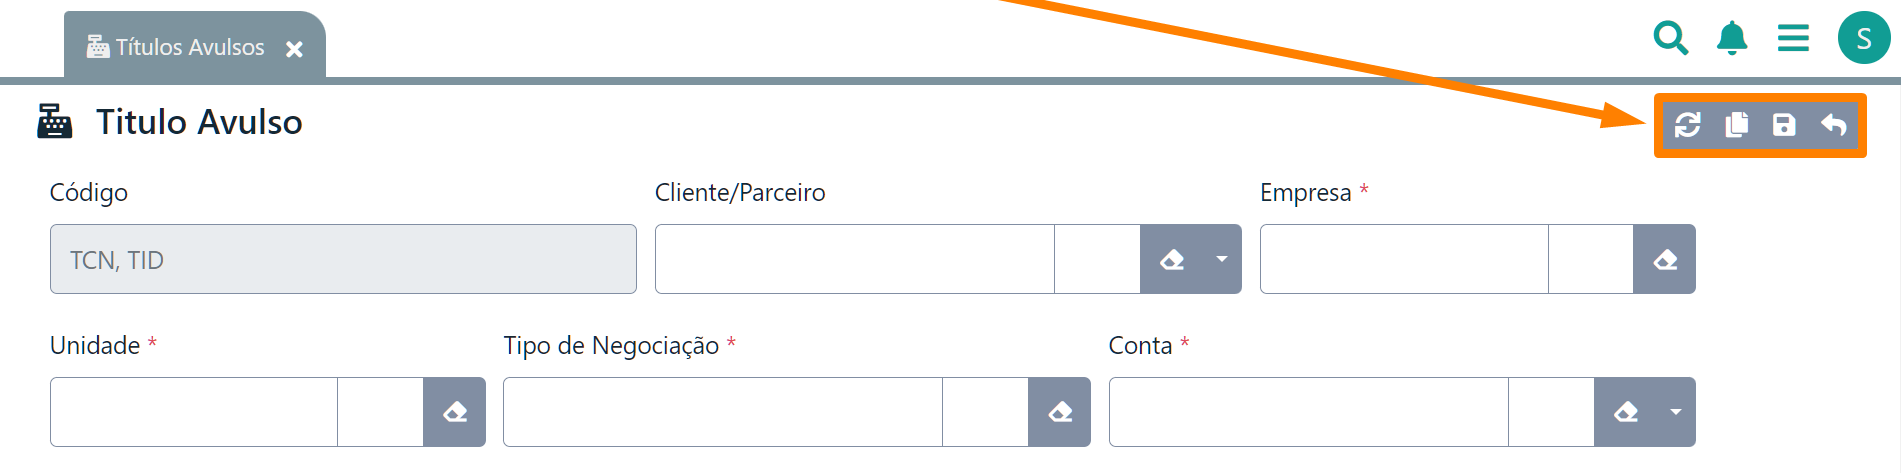 Títulos Avulsos
S
Titulo Avulso
Código
Cliente/Parceiro
Empresa *
TCN, TID
Unidade *
Tipo de Negociação *
Conta *